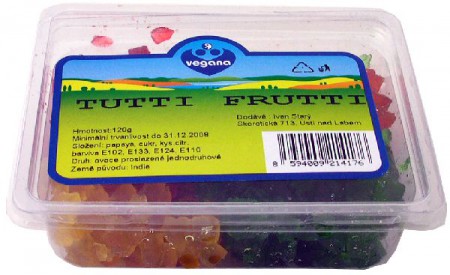 vegana
TUTTI FRUTTI
Hmotnost:120g
Minimální trvanlivost do 31.12.2008
Složení: papaya, cukr, kys.citr.
barviva E102, E133, E124, E110
Druh: ovoce proslazené jednodruhové
Země původu: India
Dodává: Ivan Starý
Skorotická 713, Ústí nad Labem
8 594009 214176